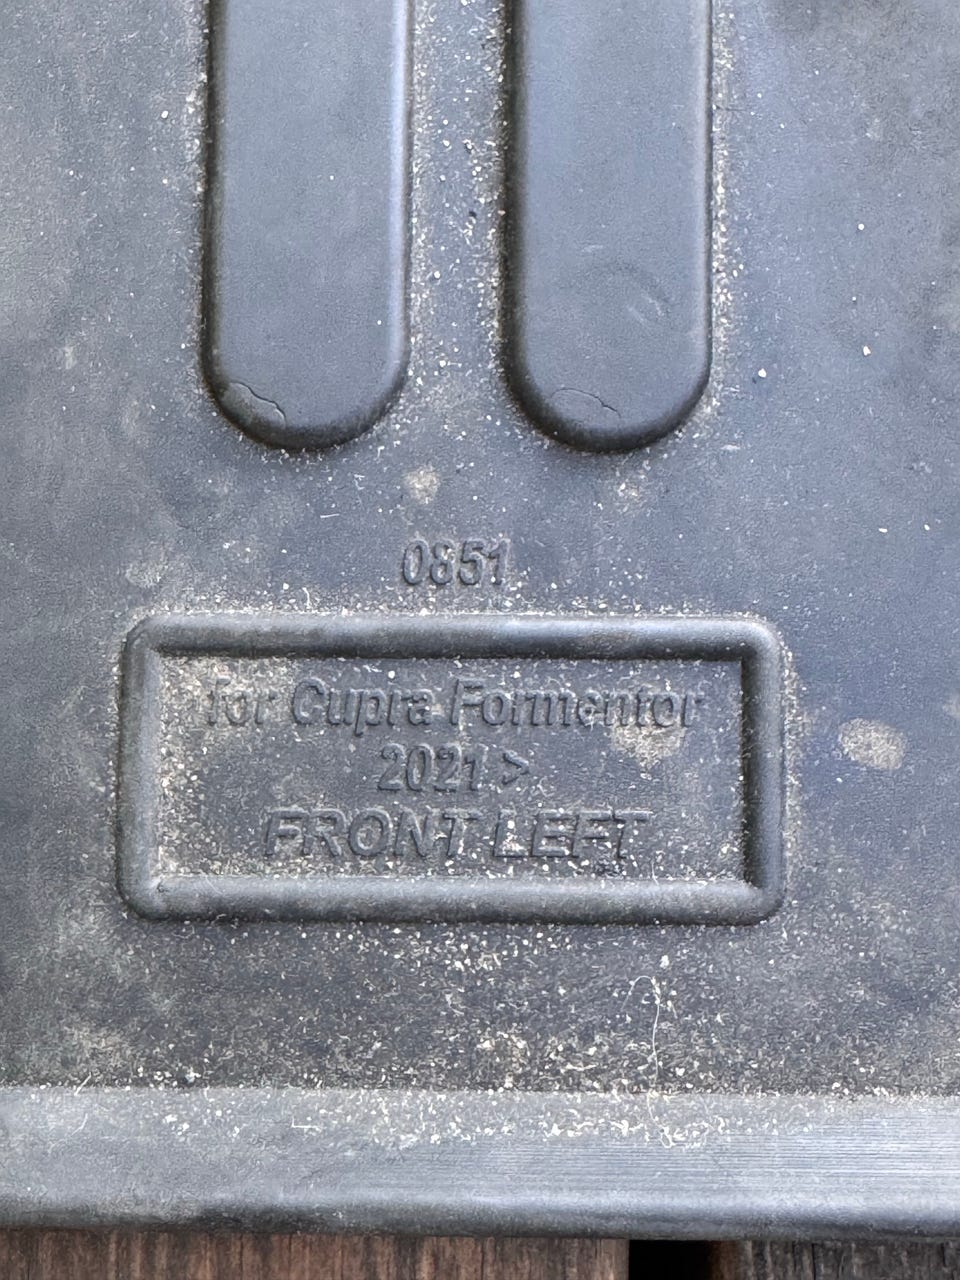 0851
for Cupra Formentor
2021 >
FRONT LEFT